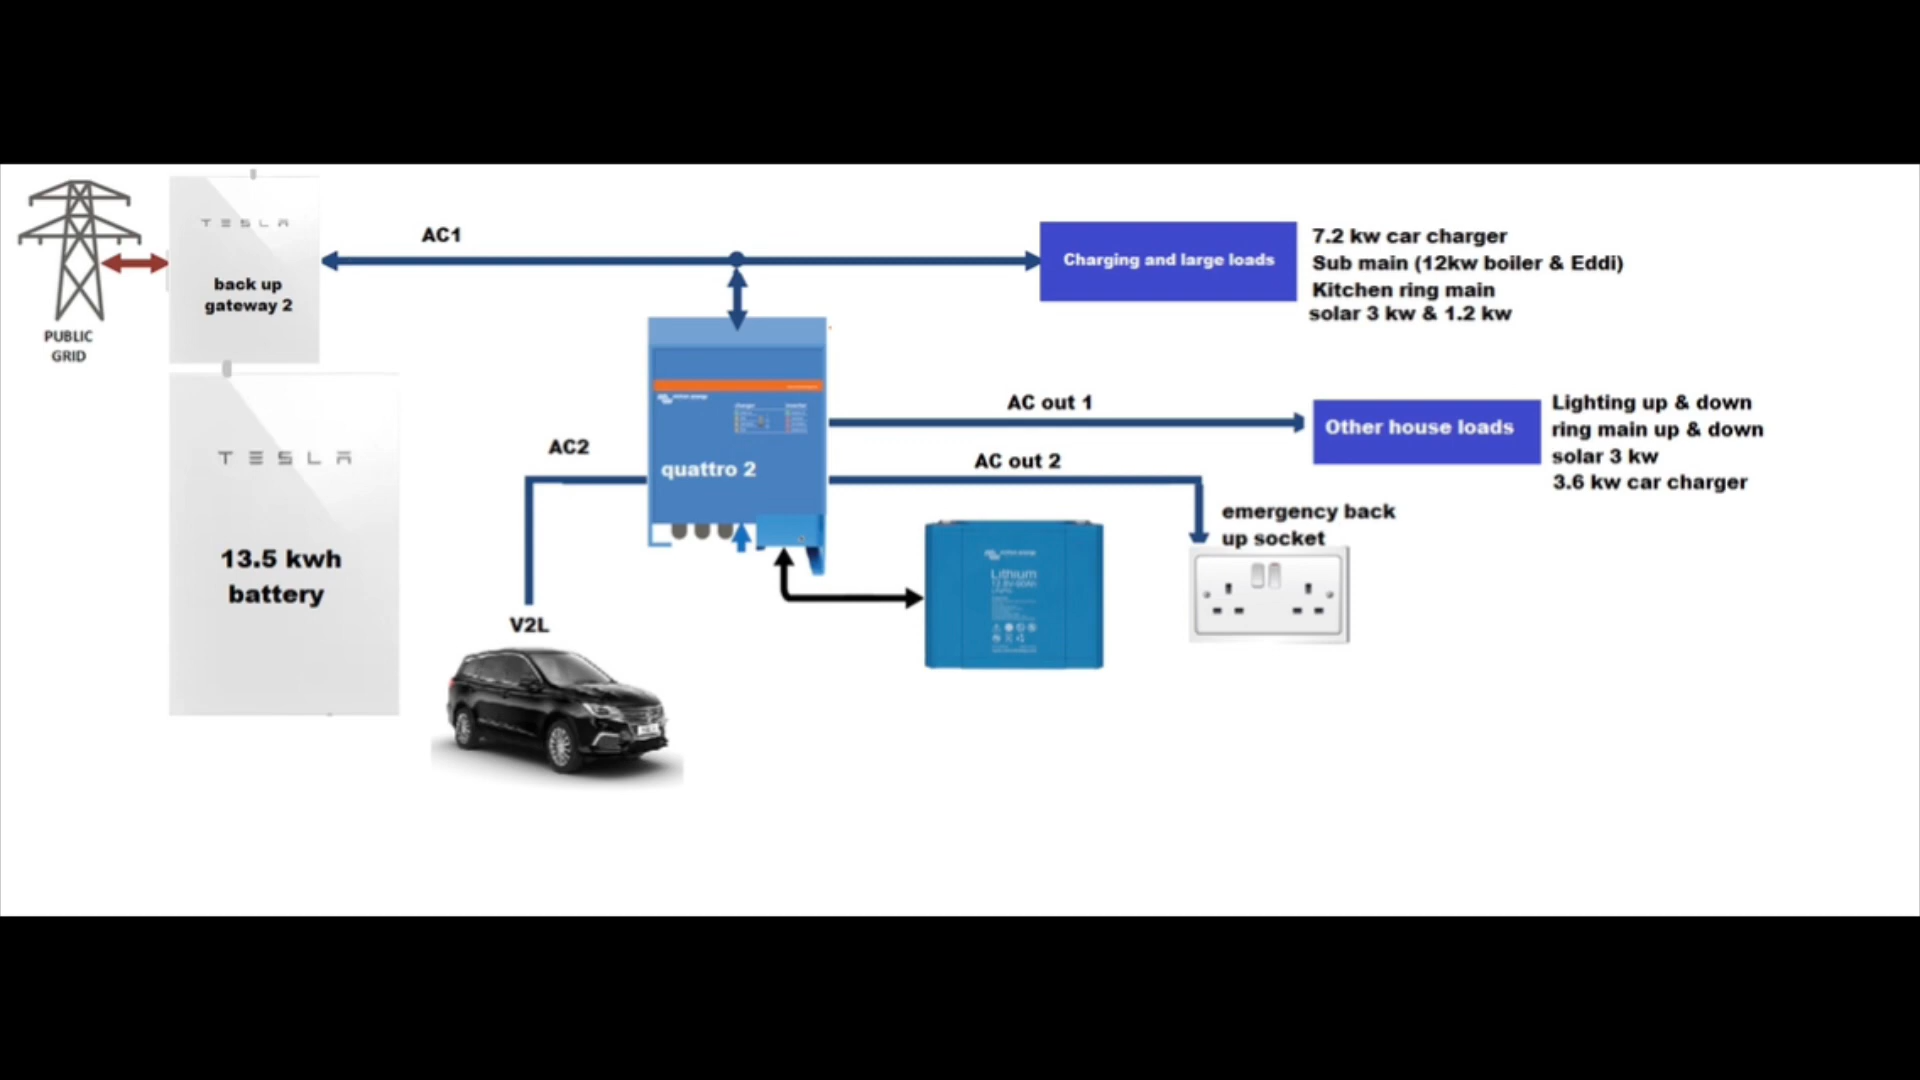 PUBLIC
GRID
TESLA
back up
gateway 2
TESLA
13.5 kwh
battery
AC1
Charging and large loads
7.2 kw car charger
Sub main (12kw boiler & Eddi)
Kitchen ring main
solar 3 kw & 1.2 kw
quattro 2
AC out 1
Other house loads
Lighting up & down
ring main up & down
solar 3 kw
3.6 kw car charger
AC2
AC out 2
emergency back
up socket
Lithium
V2L